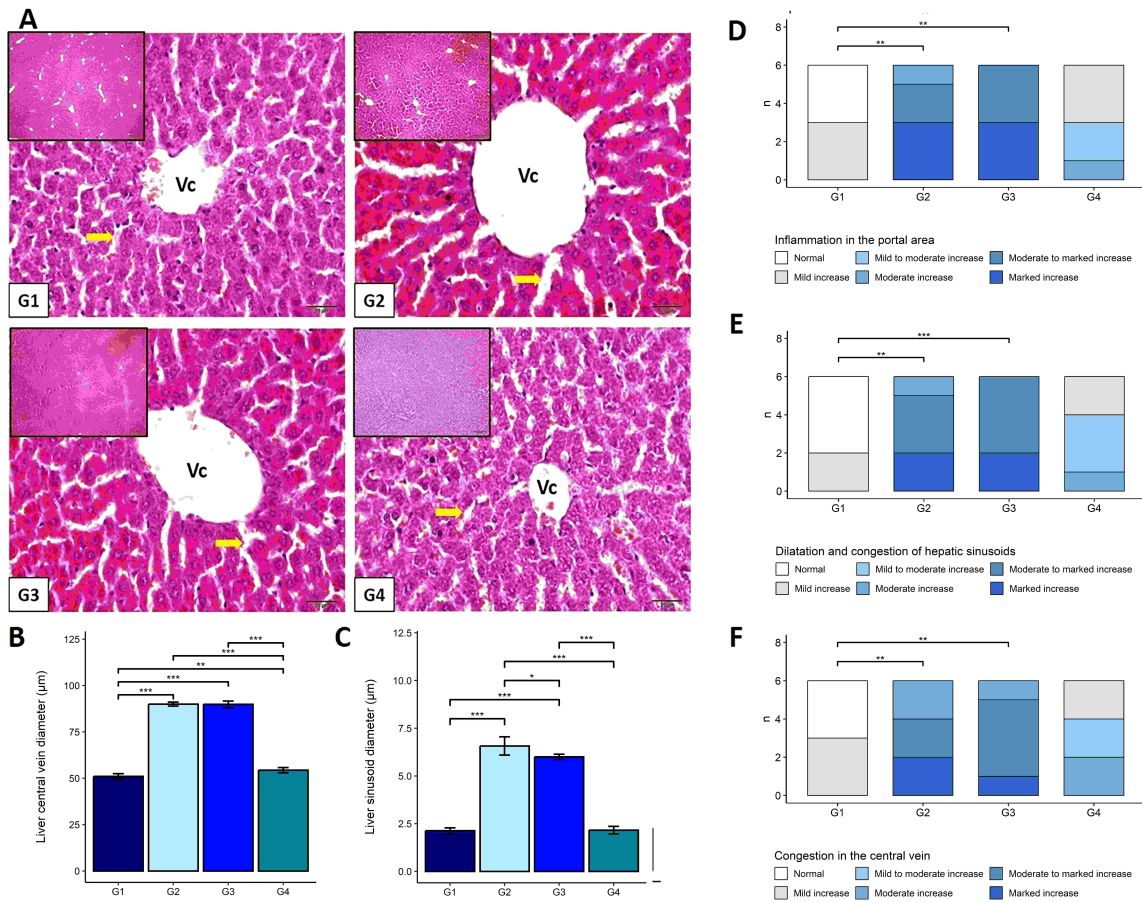 A
Vc
G1
Vc
G2
Vc
G3
Vc
G4
B
Liver central vein diameter (µm)
125
100
75
50
25
0
***
***
**
***
***
G1 G2 G3 G4
C
Liver sinusoid diameter (µm)
12.5
10.0
7.5
5.0
2.5
0.0
***
***
*
***
***
G1 G2 G3 G4
D
n
8
6
4
2
0
**
**
G1 G2 G3 G4
Inflammation in the portal area
Normal Mild to moderate increase Moderate to marked increase
Mild increase Moderate increase Marked increase
E
n
8
6
4
2
0
***
**
G1 G2 G3 G4
Dilatation and congestion of hepatic sinusoids
Normal Mild to moderate increase Moderate to marked increase
Mild increase Moderate increase Marked increase
F
n
8
6
4
2
0
**
**
G1 G2 G3 G4
Congestion in the central vein
Normal Mild to moderate increase Moderate to marked increase
Mild increase Moderate increase Marked increase